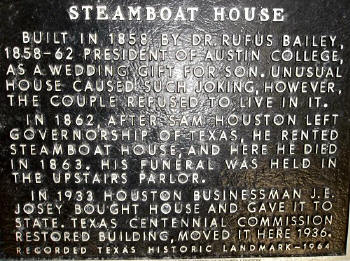 STEAMBOAT HOUSE
BUILT IN 1858 BY DR. RUFUS BAILEY,
1858-62 PRESIDENT OF AUSTIN COLLEGE,
AS A WEDDING GIFT FOR SON. UNUSUAL
HOUSE CAUSED SUCH JOKING, HOWEVER,
THE COUPLE REFUSED TO LIVE IN IT.
IN 1862, AFTER SAM HOUSTON LEFT
GOVERNORSHIP OF TEXAS, HE RENTED
STEAMBOAT HOUSE, AND HERE HE DIED
IN 1863. HIS FUNERAL WAS HELD IN
THE UPSTAIRS PARLOR.
IN 1933 HOUSTON BUSINESSMAN J.E.
JOSEY BOUGHT HOUSE AND GAVE IT TO
STATE. TEXAS CENTENNIAL COMMISSION
RESTORED BUILDING, MOVED IT HERE 1936.
RECORDED TEXAS HISTORIC LANDMARK-1964